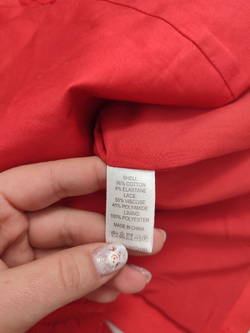 SHELL
96% COTTON
4% ELASTANE
LACE
55% VISCOSE
45% POLYAMIDE
LINING
100% POLYESTER
MADE IN CHINA